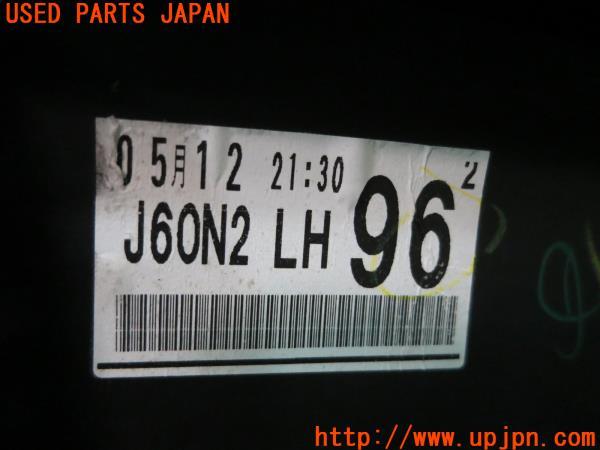 USED PARTS JAPAN
05月12 21:30
2
J60N2 LH 96
http://www.upjpn.com